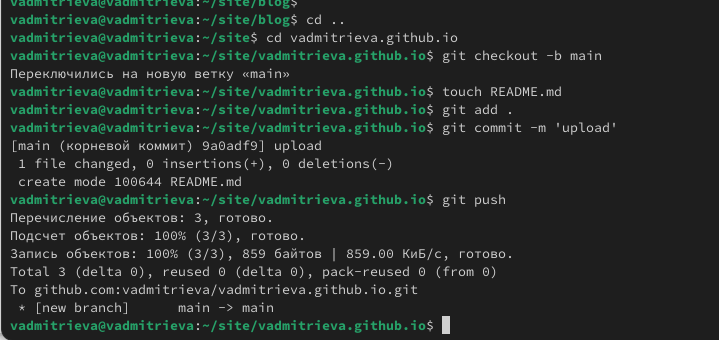 vadmitrieva@vadmitrieva:~/site/blog$
vadmitrieva@vadmitrieva:~/site/blog$ cd ..
vadmitrieva@vadmitrieva:~/site$ cd vadmitrieva.github.io
vadmitrieva@vadmitrieva:~/site/vadmitrieva.github.io$ git checkout -b main
Переключились на новую ветку «main»
vadmitrieva@vadmitrieva:~/site/vadmitrieva.github.io$ touch README.md
vadmitrieva@vadmitrieva:~/site/vadmitrieva.github.io$ git add .
vadmitrieva@vadmitrieva:~/site/vadmitrieva.github.io$ git commit -m 'upload'
[main (корневой коммит) 9a0adf9] upload
 1 file changed, 0 insertions(+), 0 deletions(-)
 create mode 100644 README.md
vadmitrieva@vadmitrieva:~/site/vadmitrieva.github.io$ git push
Перечисление объектов: 3, готово.
Подсчет объектов: 100% (3/3), готово.
Запись объектов: 100% (3/3), 859 байтов | 859.00 КиБ/с, готово.
Total 3 (delta 0), reused 0 (delta 0), pack-reused 0 (from 0)
To github.com:vadmitrieva/vadmitrieva.github.io.git
 * [new branch]      main -> main
vadmitrieva@vadmitrieva:~/site/vadmitrieva.github.io$